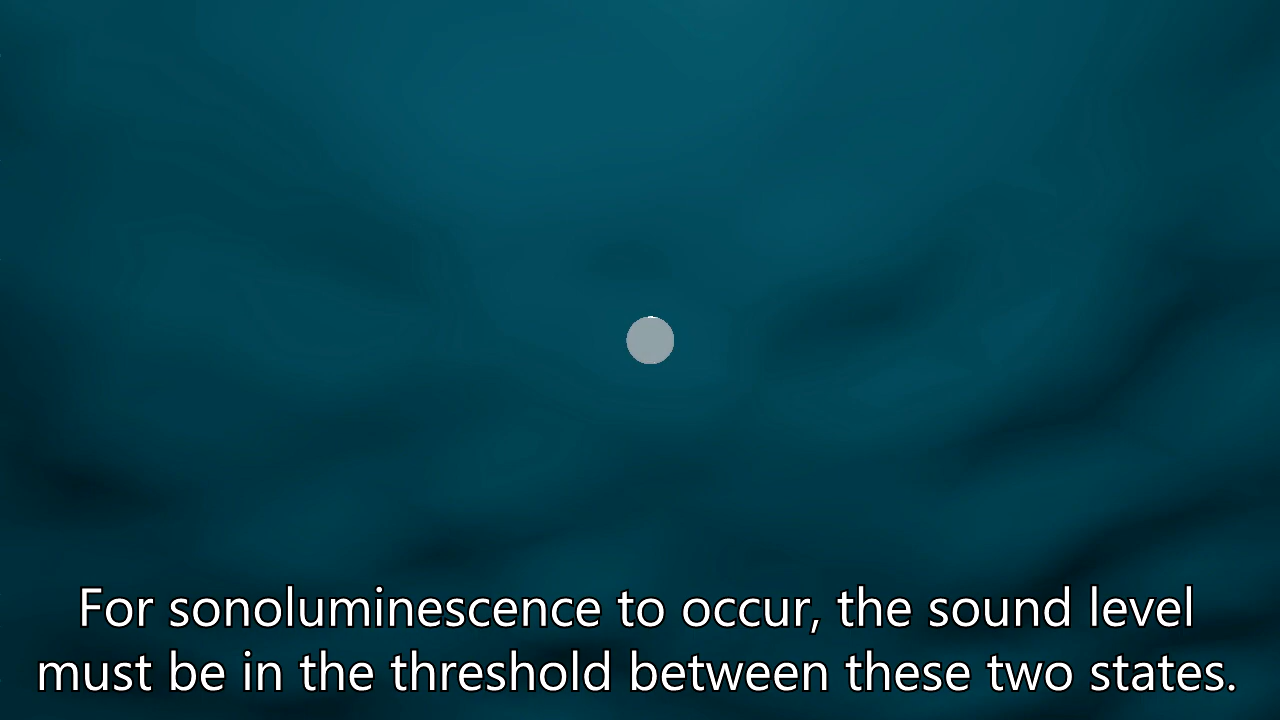 For sonoluminescence to occur, the sound level
must be in the threshold between these two states.